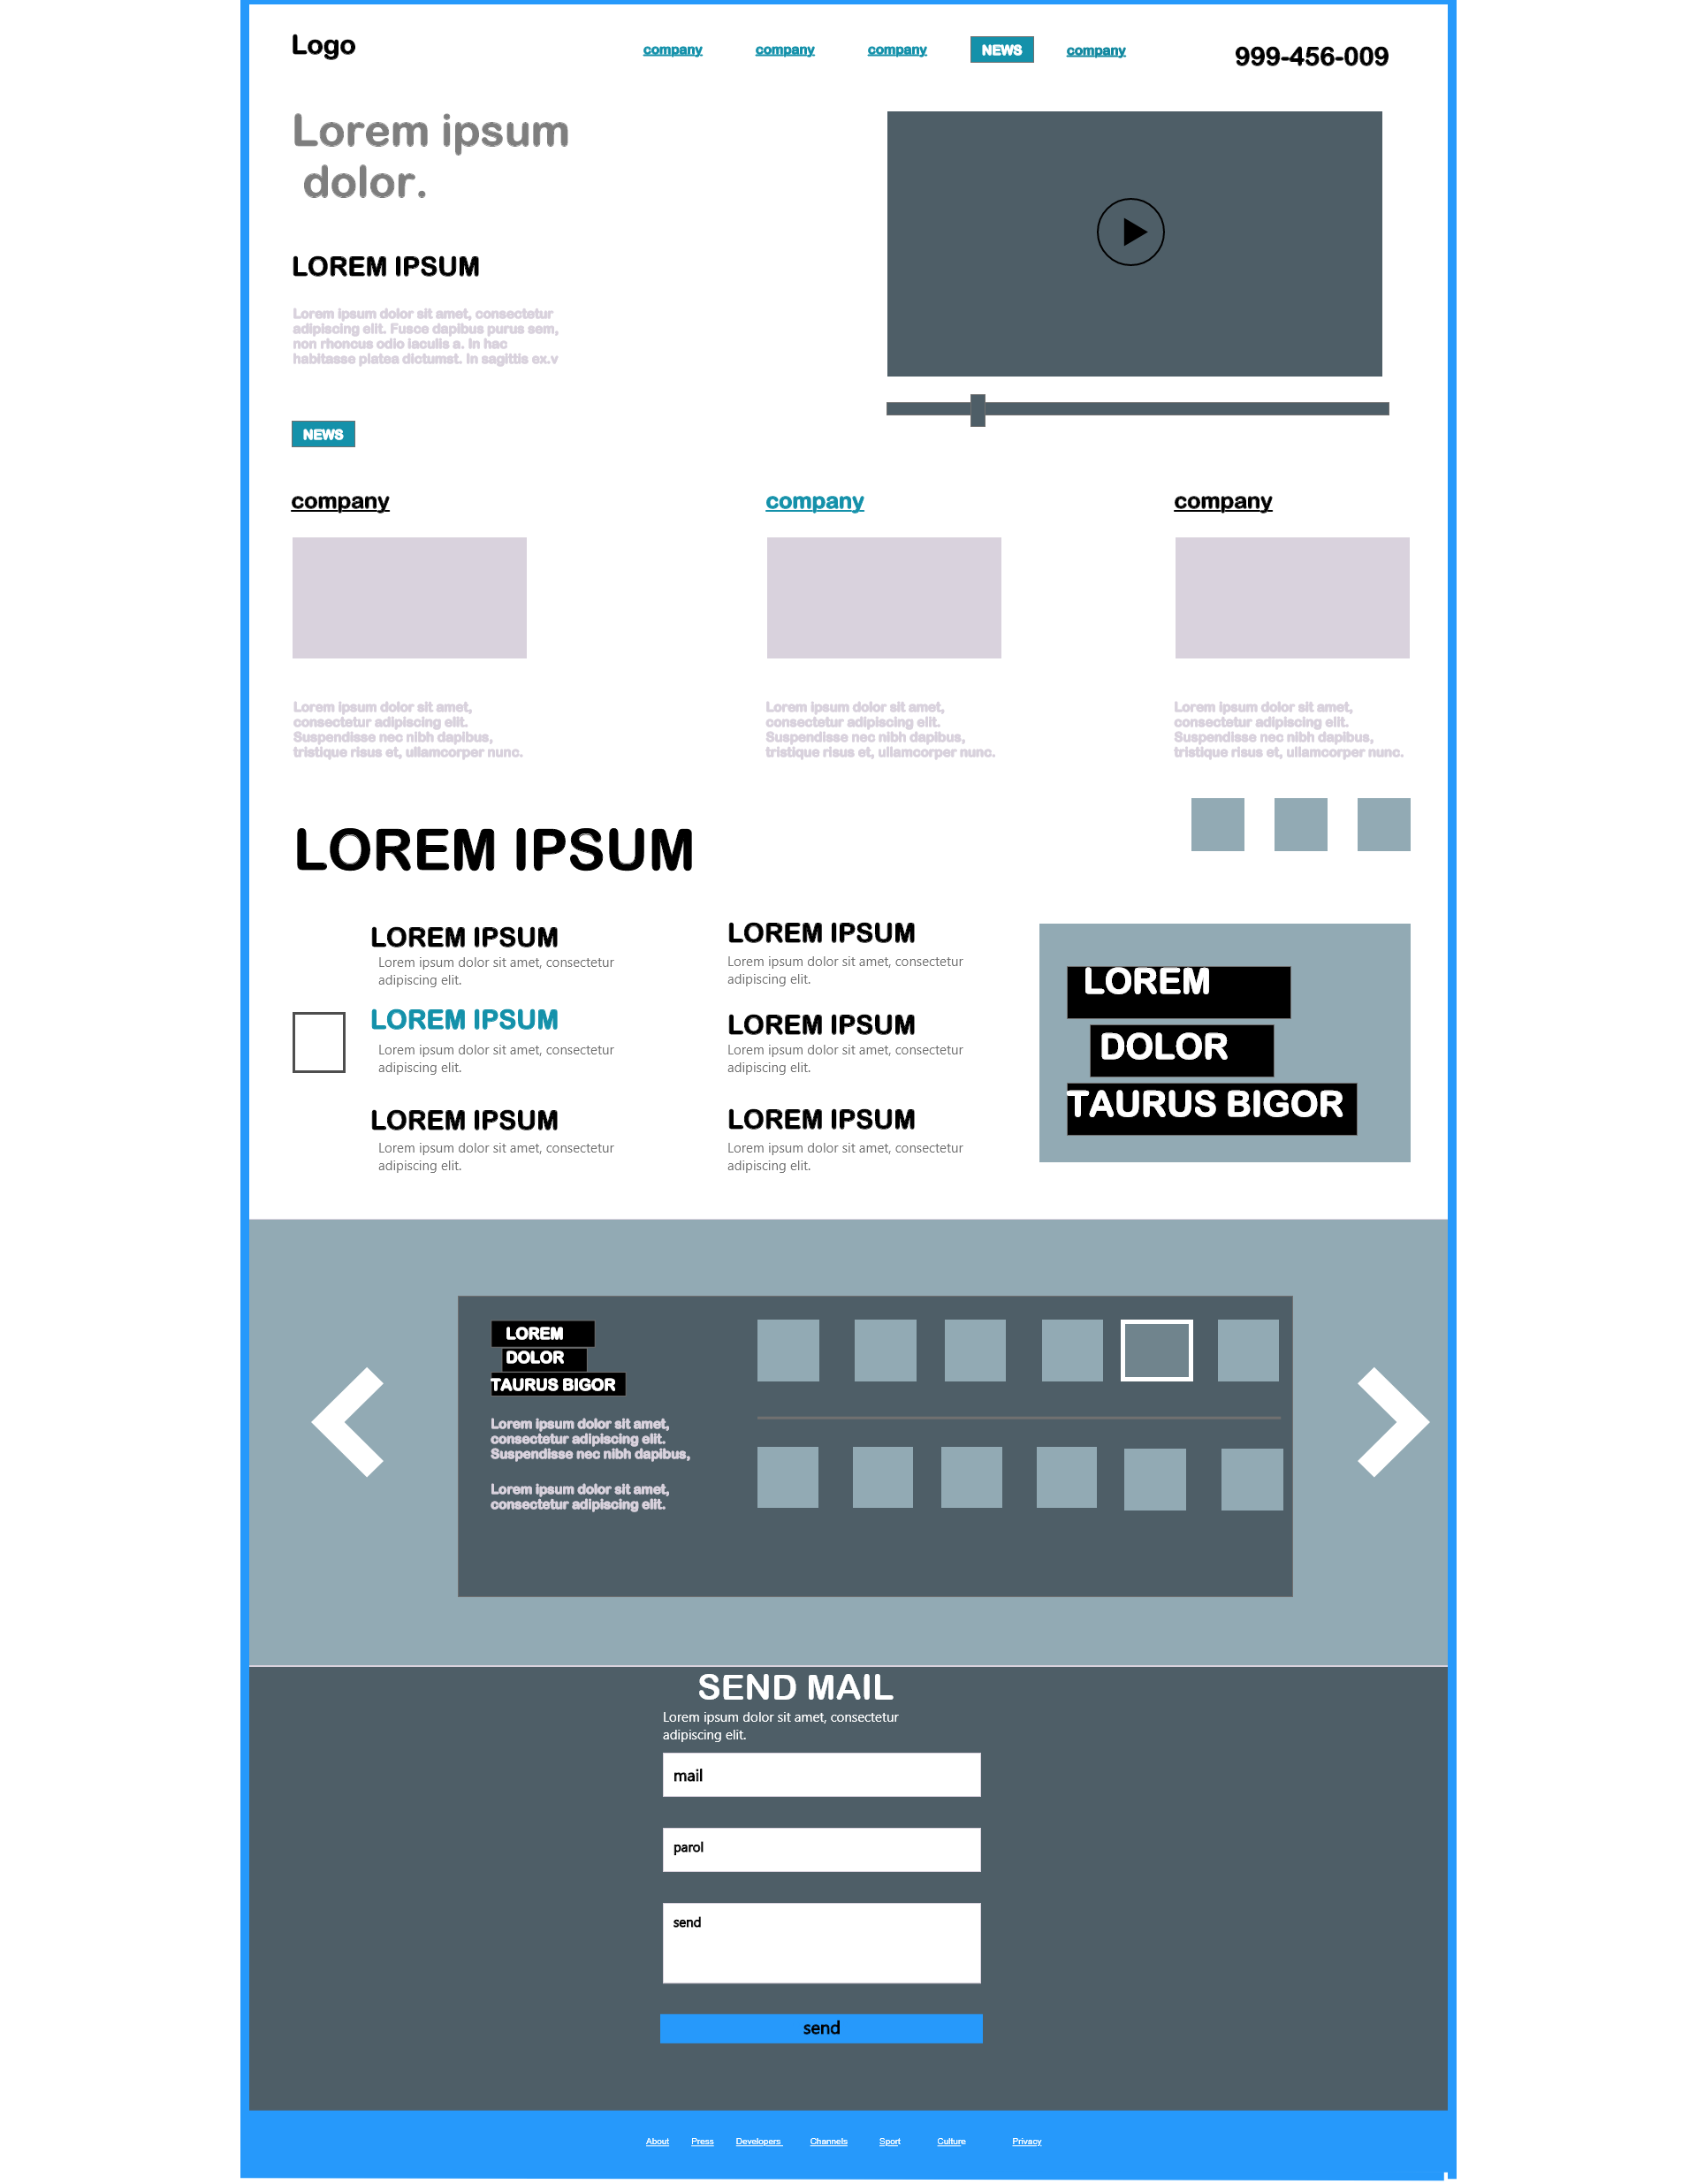 Logo
company company company NEWS company
999-456-009
Lorem ipsum
dolor.
LOREM IPSUM
Lorem ipsum dolor sit amet, consectetur
adipiscing elit. Fusce dapibus purus sem,
non rhoncus odio iaculis a. In hac
habitasse platea dictumst. In sagittis ex.v
NEWS
company
Lorem ipsum dolor sit amet,
consectetur adipiscing elit.
Suspendisse nec nibh dapibus,
tristique risus et, ullamcorper nunc.
company
Lorem ipsum dolor sit amet,
consectetur adipiscing elit.
Suspendisse nec nibh dapibus,
tristique risus et, ullamcorper nunc.
company
Lorem ipsum dolor sit amet,
consectetur adipiscing elit.
Suspendisse nec nibh dapibus,
tristique risus et, ullamcorper nunc.
LOREM IPSUM
LOREM IPSUM
Lorem ipsum dolor sit amet, consectetur
adipiscing elit.
LOREM IPSUM
Lorem ipsum dolor sit amet, consectetur
adipiscing elit.
LOREM IPSUM
Lorem ipsum dolor sit amet, consectetur
adipiscing elit.
LOREM IPSUM
Lorem ipsum dolor sit amet, consectetur
adipiscing elit.
LOREM IPSUM
Lorem ipsum dolor sit amet, consectetur
adipiscing elit.
LOREM IPSUM
Lorem ipsum dolor sit amet, consectetur
adipiscing elit.
LOREM
DOLOR
TAURUS BIGOR
LOREM
DOLOR
TAURUS BIGOR
Lorem ipsum dolor sit amet,
consectetur adipiscing elit.
Suspendisse nec nibh dapibus,
Lorem ipsum dolor sit amet,
consectetur adipiscing elit.
SEND MAIL
Lorem ipsum dolor sit amet, consectetur
adipiscing elit.
mail
parol
send
send
About Press Developers Channels Sport Culture Privacy